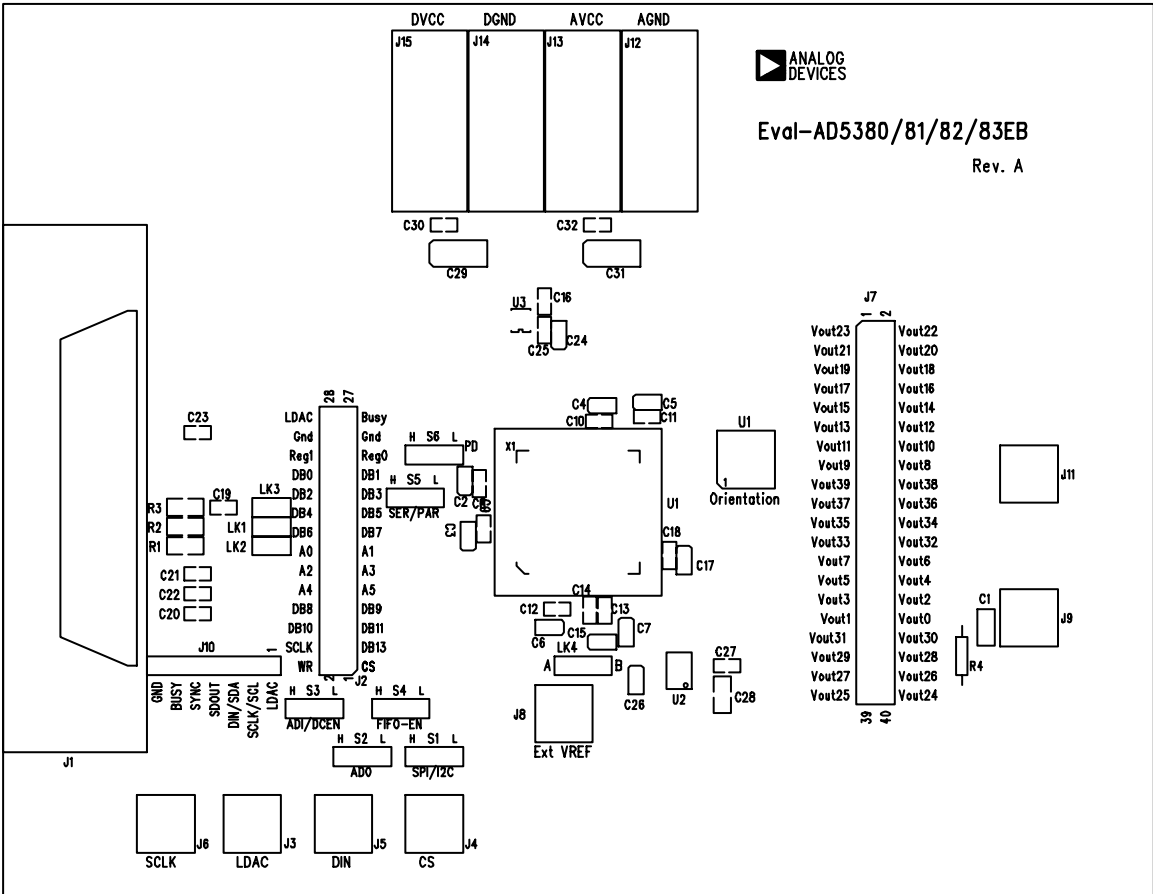 DVCC DGND AVCC AGND
J15 J14 J13 J12
ANALOG
DEVICES
Eval-AD5380/81/82/83EB
Rev. A
C30 C32
C29 C31
U3 C16
C25 C24
J7
1 2
Vout23 Vout22
Vout21 Vout20
Vout19 Vout18
Vout17 Vout16
Vout15 Vout14
Vout13 Vout12
Vout11 Vout10
Vout9 Vout8
Vout39 Vout38
Vout37 Vout36
Vout35 Vout34
Vout33 Vout32
Vout7 Vout6
Vout5 Vout4
Vout3 Vout2
Vout1 Vout0
Vout31 Vout30
Vout29 Vout28
Vout27 Vout26
Vout25 Vout24
39 40
28 27
LDAC Busy
Gnd Gnd
Reg1 Reg0
DB0 DB1
DB2 DB3
DB4 DB5
DB6 DB7
A0 A1
A2 A3
A4 A5
DB8 DB9
DB10 DB11
SCLK DB13
WR CS
2 1
J2
C23
C19
LK3
R3
R2 LK1
R1 LK2
C21
C22
C20
J10
1
GND
BUSY
SYNC
SDOUT
DIN/SDA
SCLK/SCL
LDAC
J1
H S6 L
PD
H S5 L
SER/PAR
C2
C3
C4 C5
C10 C11
X1
U1
U1
1
Orientation
C18
C17
C14
C12 C13
C6 C15 C7
LK4
A B
J8
Ext VREF
C26
U2
C27
C28
J11
C1
J9
R4
H S3 L
ADI/DCEN
H S4 L
FIFO-EN
H S2 L
AD0
H S1 L
SPI/I2C
J6 J3 J5 J4
SCLK LDAC DIN CS